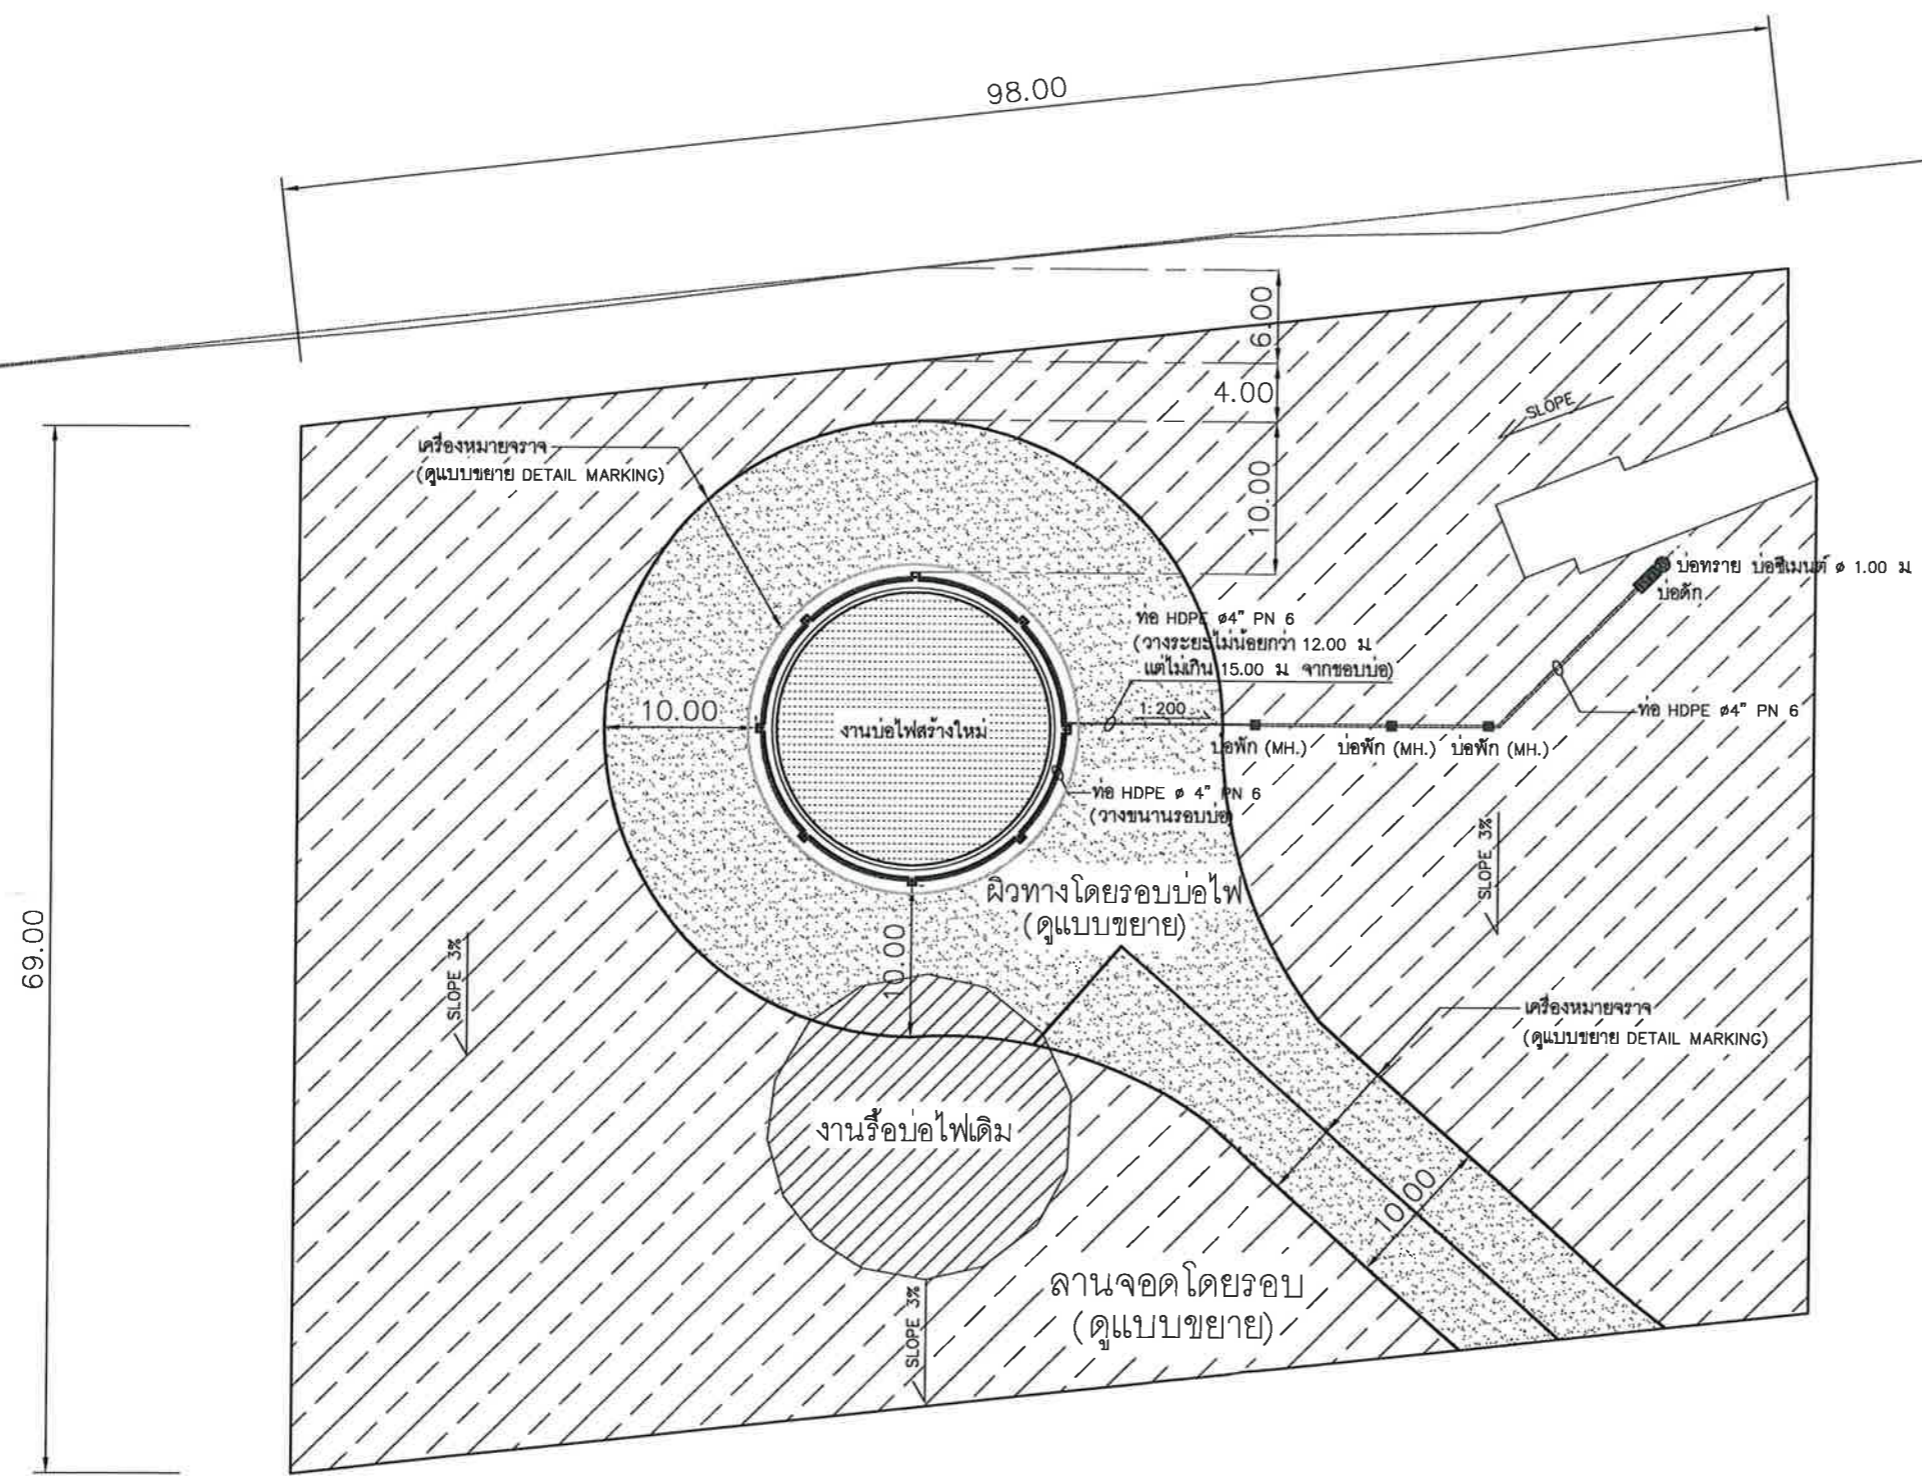 98.00
6.00
4.00
SLOPE
เครื่องหมายจราจร
(ดูแบบขยาย DETAIL MARKING)
10.00
บ่อทราย บ่อซีเมนต์ ø 1.00 ม
บ่อดัก
ท่อ HDPE ø4" PN 6
(วางระยะไม่น้อยกว่า 12.00 ม
แต่ไม่เกิน 15.00 ม จากขอบบ่อ)
10.00
1:200
ท่อ HDPE ø4" PN 6
งานบ่อไฟสร้างใหม่
บ่อพัก (MH.)
บ่อพัก (MH.)
บ่อพัก (MH.)
ท่อ HDPE ø 4" PN 6
(วางขนานรอบบ่อ)
SLOPE 3%
ผิวทางโดยรอบบ่อไฟ
(ดูแบบขยาย)
69.00
SLOPE 3%
10.00
เครื่องหมายจราจร
(ดูแบบขยาย DETAIL MARKING)
งานรื้อบ่อไฟเดิม
10.00
ลานจอดโดยรอบ
(ดูแบบขยาย)
SLOPE 3%